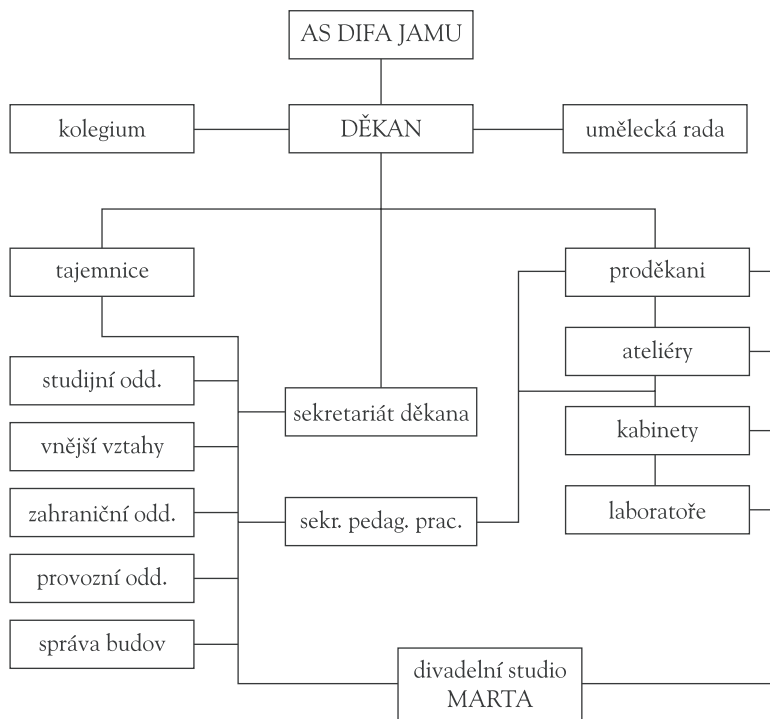 AS DIFA JAMU
kolegium
DĚKAN
umělecká rada
tajemnice
proděkani
ateliéry
studijní odd.
sekretariát děkana
kabinety
vnější vztahy
zahraniční odd.
sekr. pedag. prac.
laboratoře
provozní odd.
správa budov
divadelní studio
MARTA